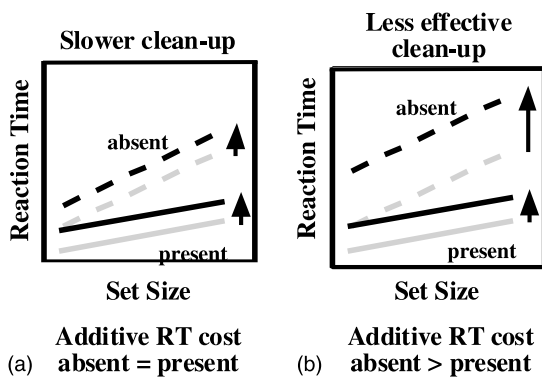 Slower clean-up
Reaction Time
absent
present
Set Size
Additive RT cost
(a) absent = present
Less effective
clean-up
Reaction Time
absent
present
Set Size
Additive RT cost
(b) absent > present